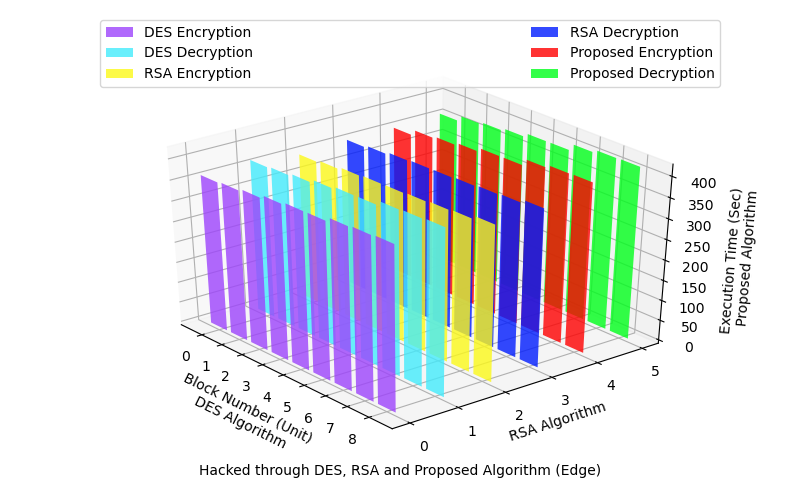 DES Encryption
DES Decryption
RSA Encryption
RSA Decryption
Proposed Encryption
Proposed Decryption
400
350
300
250
200
150
100
50
0
Execution Time (Sec)
Proposed Algorithm
0
1
2
3
4
5
6
7
8
Block Number (Unit)
DES Algorithm
0
1
2
3
4
5
RSA Algorithm
Hacked through DES, RSA and Proposed Algorithm (Edge)